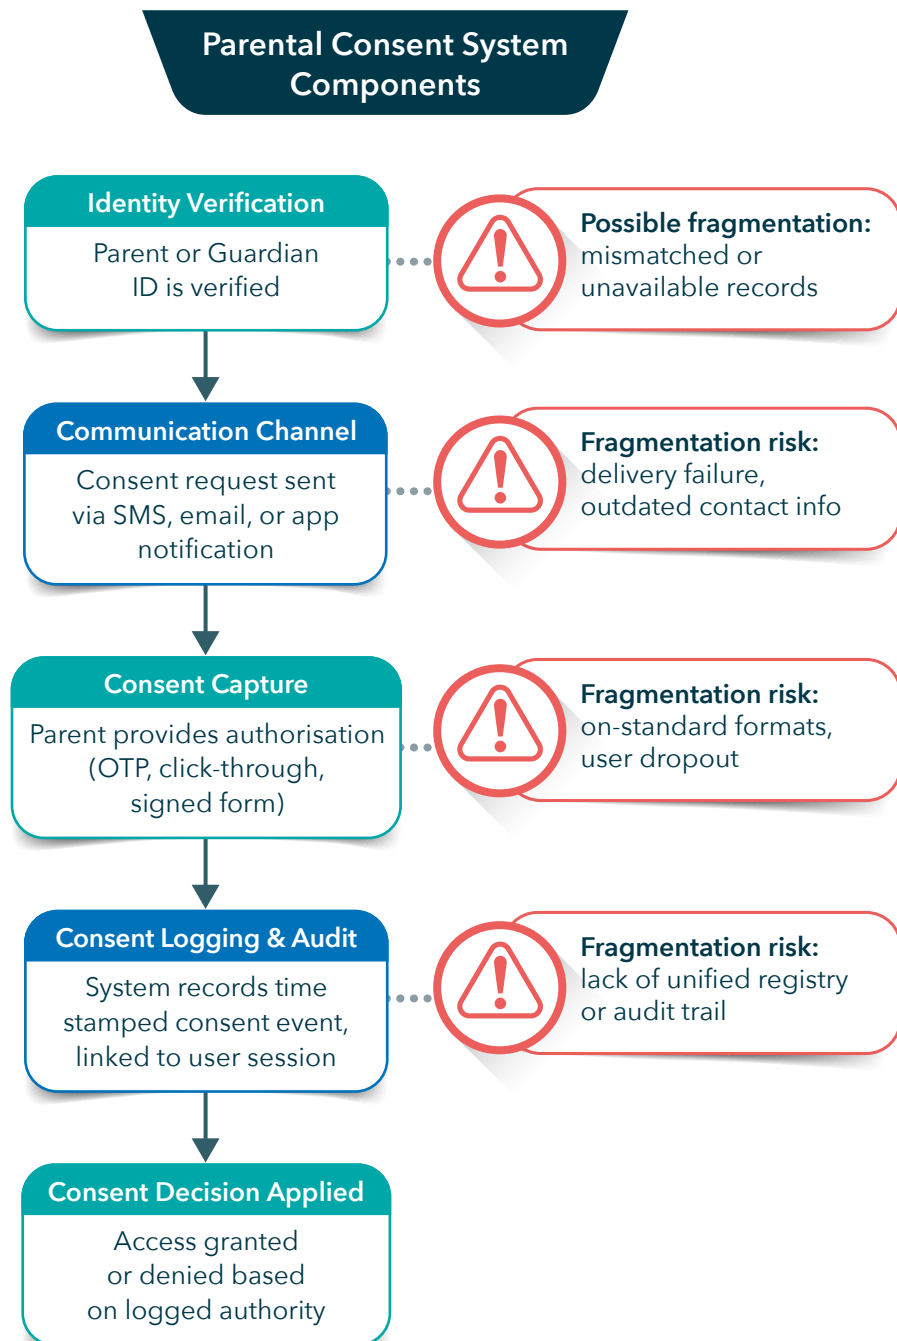 Parental Consent System
Components
Identity Verification
Parent or Guardian
ID is verified
Possible fragmentation:
mismatched or
unavailable records
Communication Channel
Consent request sent
via SMS, email, or app
notification
Fragmentation risk:
delivery failure,
outdated contact info
Consent Capture
Parent provides authorisation
(OTP, click-through,
signed form)
Fragmentation risk:
on-standard formats,
user dropout
Consent Logging & Audit
System records time
stamped consent event,
linked to user session
Fragmentation risk:
lack of unified registry
or audit trail
Consent Decision Applied
Access granted
or denied based
on logged authority